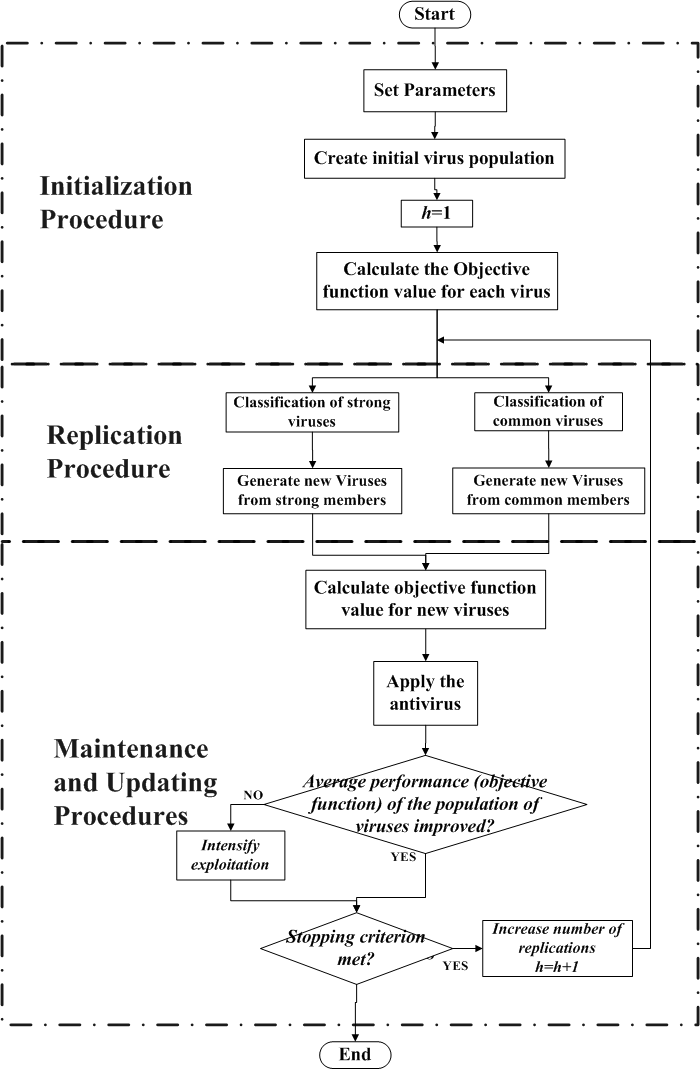 Start
Set Parameters
Create initial virus population
Initialization
Procedure
h=1
Calculate the Objective
function value for each virus
Classification of strong
viruses
Classification of
common viruses
Replication
Procedure
Generate new Viruses
from strong members
Generate new Viruses
from common members
Calculate objective function
value for new viruses
Apply the
antivirus
Maintenance
and Updating
Procedures
Average performance (objective
function) of the population of
viruses improved?
NO
YES
Intensify
exploitation
Stopping criterion
met?
YES
Increase number of
replications
h=h+1
End